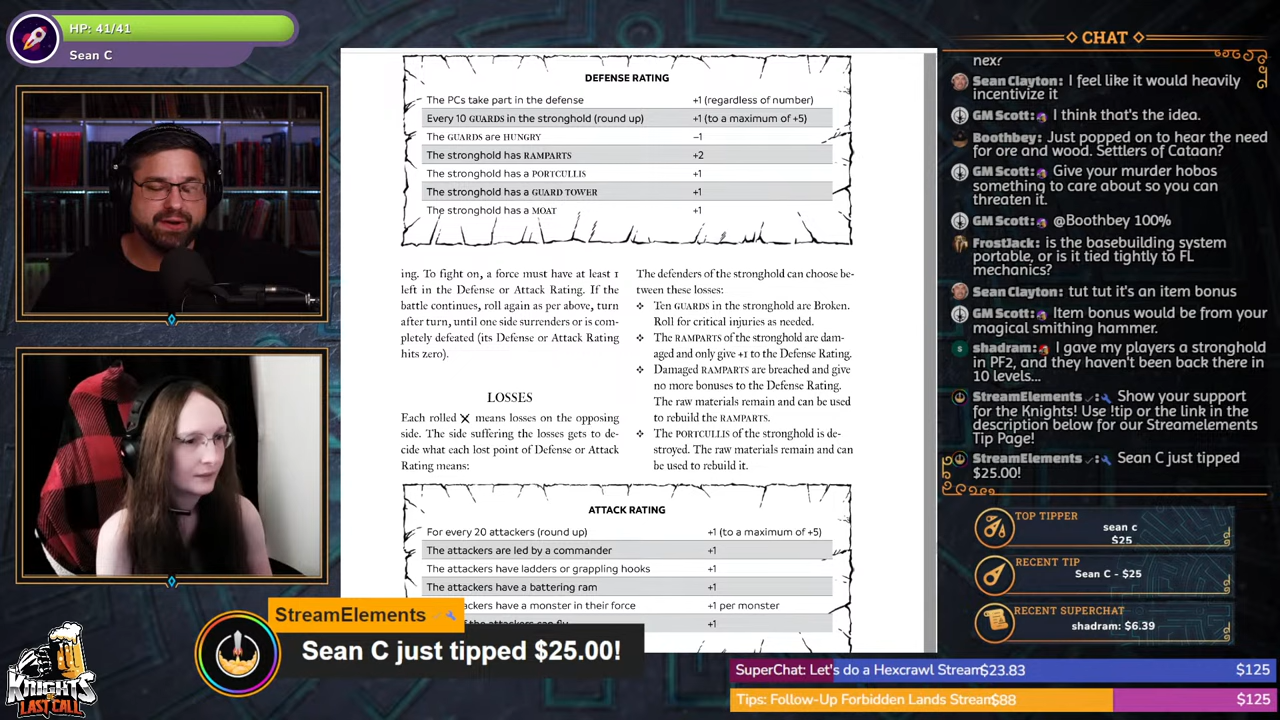 HP: 41/41
Sean C
DEFENSE RATING
The PCs take part in the defense +1 (regardless of number)
Every 10 GUARDS in the stronghold (round up) +1 (to a maximum of +5)
The GUARDS are HUNGRY –1
The stronghold has RAMPARTS +2
The stronghold has a PORTCULLIS +1
The stronghold has a GUARD TOWER +1
The stronghold has a MOAT +1
ing. To fight on, a force must have at least 1
left in the Defense or Attack Rating. If the
battle continues, roll again as per above, turn
after turn, until one side surrenders or is com-
pletely defeated (its Defense or Attack Rating
hits zero).
LOSSES
Each rolled ⚔ means losses on the opposing
side. The side suffering the losses gets to de-
cide what each lost point of Defense or Attack
Rating means:
The defenders of the stronghold can choose be-
tween these losses:
❖ Ten GUARDS in the stronghold are Broken.
Roll for critical injuries as needed.
❖ The RAMPARTS of the stronghold are dam-
aged and only give +1 to the Defense Rating.
❖ Damaged RAMPARTS are breached and give
no more bonuses to the Defense Rating.
The raw materials remain and can be used
to rebuild the RAMPARTS.
❖ The PORTCULLIS of the stronghold is de-
stroyed. The raw materials remain and can
be used to rebuild it.
ATTACK RATING
For every 20 attackers (round up) +1 (to a maximum of +5)
The attackers are led by a commander +1
The attackers have ladders or grappling hooks +1
The attackers have a battering ram +1
ackers have a monster in their force +1 per monster
the attackers can fly +1
CHAT
nex?
Sean Clayton: I feel like it would heavily
incentivize it
GM Scott: I think that's the idea.
Boothbey: Just popped on to hear the need
for ore and wood. Settlers of Cataan?
GM Scott: Give your murder hobos
something to care about so you can
threaten it.
GM Scott: @Boothbey 100%
FrostJack: is the basebuilding system
portable, or is it tied tightly to FL
mechanics?
Sean Clayton: tut tut it's an item bonus
GM Scott: Item bonus would be from your
magical smithing hammer.
shadram: I gave my players a stronghold
in PF2, and they haven't been back there in
10 levels...
StreamElements: Show your support
for the Knights! Use !tip or the link in the
description below for our Streamelements
Tip Page!
StreamElements: Sean C just tipped
$25.00!
TOP TIPPER
sean c
$25
RECENT TIP
Sean C - $25
RECENT SUPERCHAT
shadram: $6.39
StreamElements
Sean C just tipped $25.00!
KNIGHTS
OF
LAST CALL
SuperChat: Let's do a Hexcrawl Stream $23.83 $125
Tips: Follow-Up Forbidden Lands Stream $88 $125